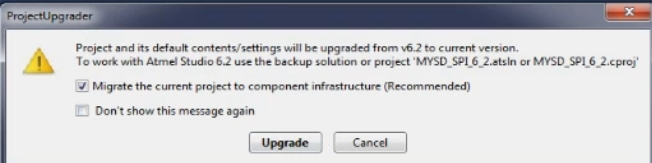 ProjectUpgrader
Project and its default contents/settings will be upgraded from v6.2 to current version.
To work with Atmel Studio 6.2 use the backup solution or project 'MYSD_SPI_6_2.atsln or MYSD_SPI_6_2.cproj'
Migrate the current project to component infrastructure (Recommended)
Don't show this message again
Upgrade
Cancel